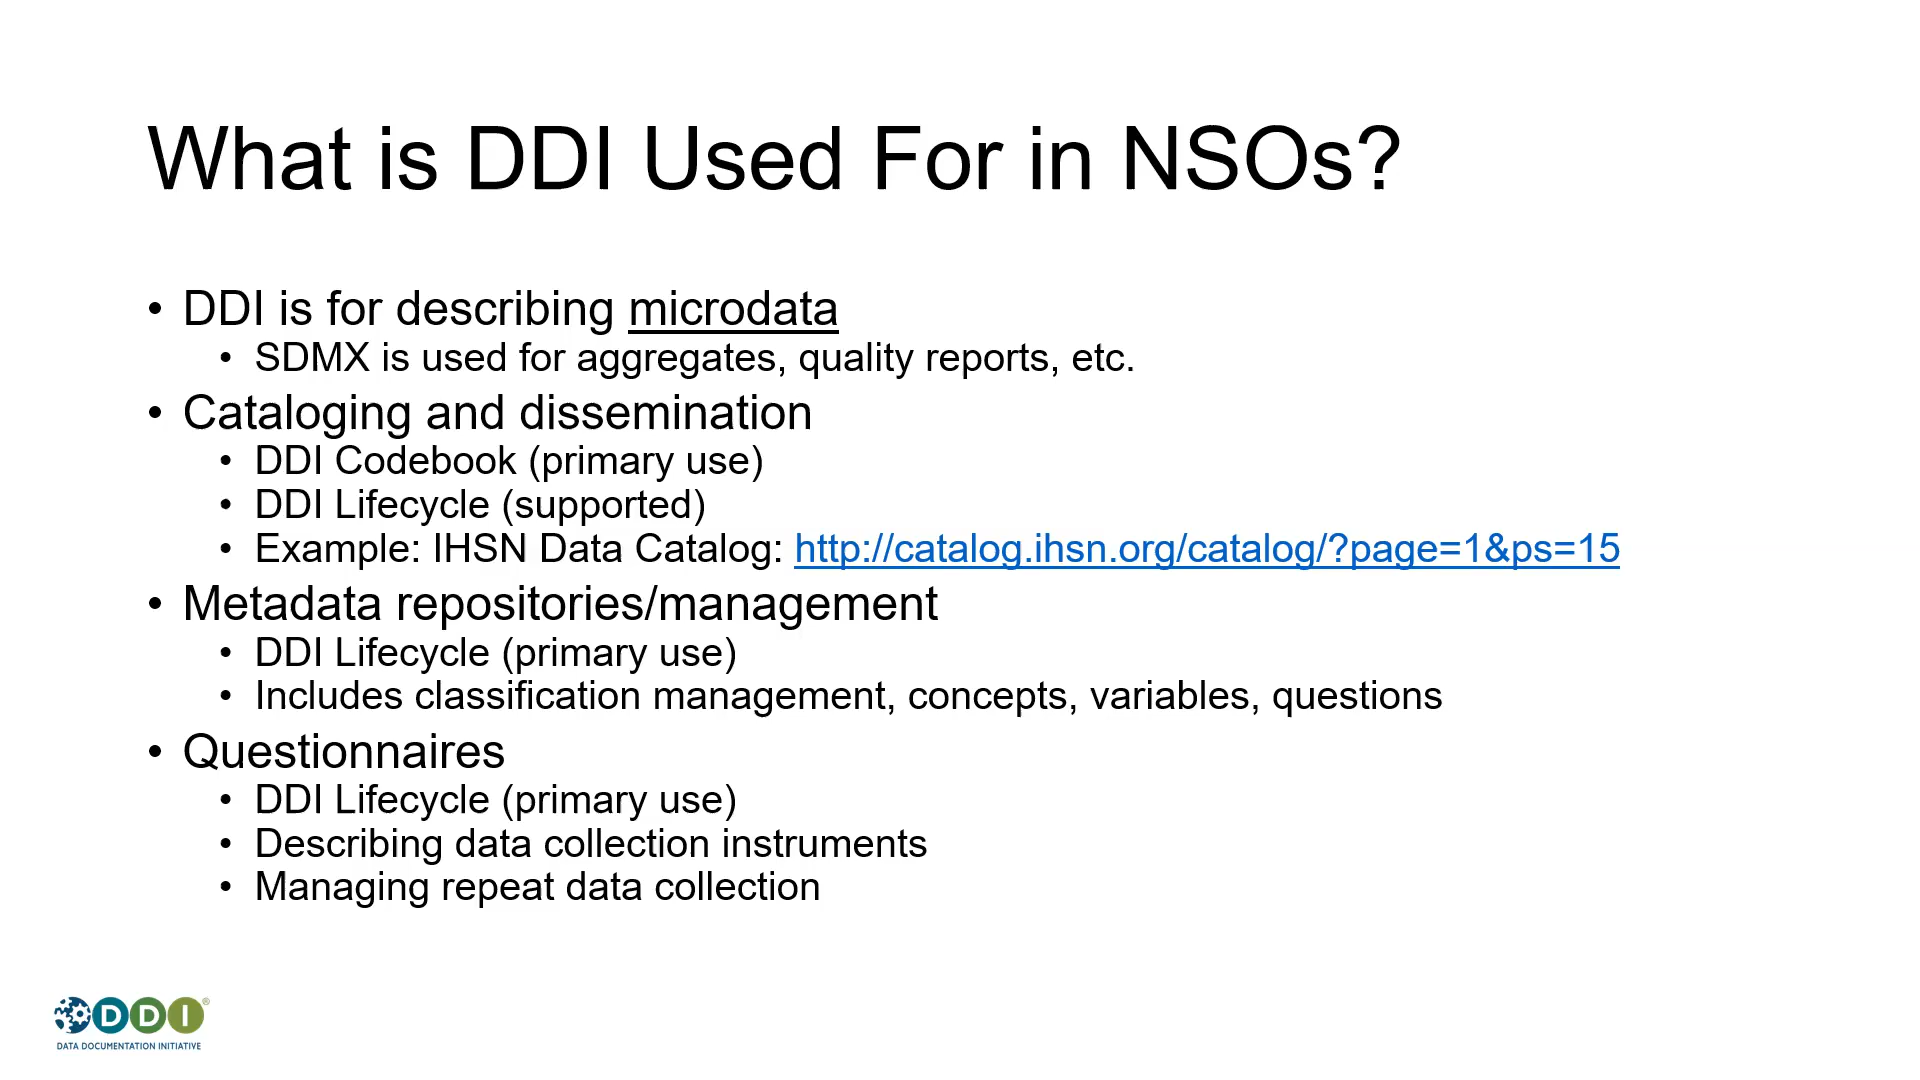 What is DDI Used For in NSOs?
• DDI is for describing microdata
• SDMX is used for aggregates, quality reports, etc.
• Cataloging and dissemination
• DDI Codebook (primary use)
• DDI Lifecycle (supported)
• Example: IHSN Data Catalog: http://catalog.ihsn.org/catalog/?page=1&ps=15
• Metadata repositories/management
• DDI Lifecycle (primary use)
• Includes classification management, concepts, variables, questions
• Questionnaires
• DDI Lifecycle (primary use)
• Describing data collection instruments
• Managing repeat data collection
DDI®
DATA DOCUMENTATION INITIATIVE